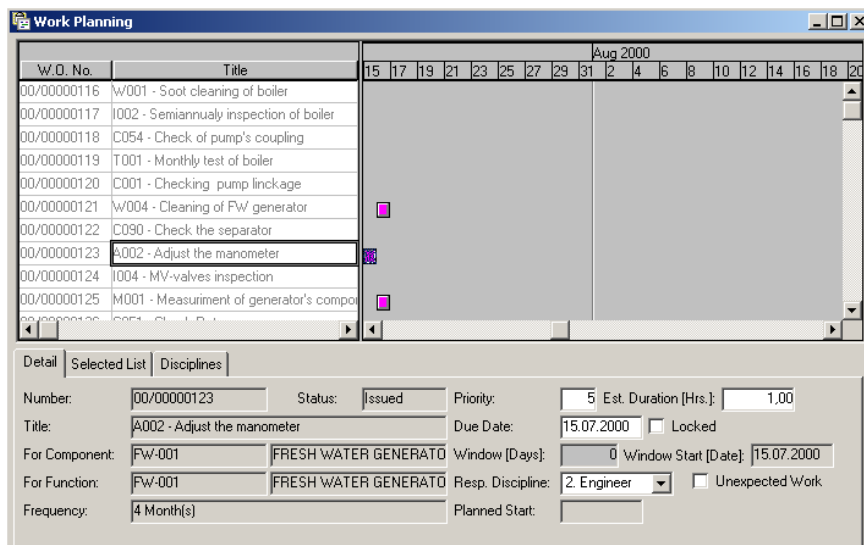 Work Planning
Aug 2000
W.O. No. Title 15 17 19 21 23 25 27 29 31 2 4 6 8 10 12 14 16 18 20
00/00000116 W001 - Soot cleaning of boiler
00/00000117 I002 - Semiannualy inspection of boiler
00/00000118 C054 - Check of pump's coupling
00/00000119 T001 - Monthly test of boiler
00/00000120 C001 - Checking pump linckage
00/00000121 W004 - Cleaning of FW generator
00/00000122 C090 - Check the separator
00/00000123 A002 - Adjust the manometer
00/00000124 I004 - MV-valves inspection
00/00000125 M001 - Measuriment of generator's compor
Detail Selected List Disciplines
Number: 00/00000123 Status: Issued Priority: 5 Est. Duration [Hrs.]: 1,00
Title: A002 - Adjust the manometer Due Date: 15.07.2000 Locked
For Component: FW-001 FRESH WATER GENERATO Window [Days]: 0 Window Start [Date]: 15.07.2000
For Function: FW-001 FRESH WATER GENERATO Resp. Discipline: 2. Engineer Unexpected Work
Frequency: 4 Month(s) Planned Start: